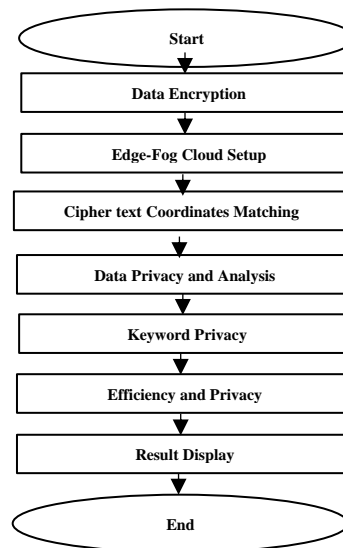 Start
Data Encryption
Edge-Fog Cloud Setup
Cipher text Coordinates Matching
Data Privacy and Analysis
Keyword Privacy
Efficiency and Privacy
Result Display
End